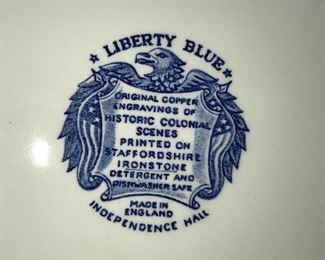 ★ LIBERTY BLUE ★
ORIGINAL COPPER
ENGRAVINGS OF
HISTORIC COLONIAL
SCENES
PRINTED ON
STAFFORDSHIRE
IRONSTONE
DETERGENT AND
DISHWASHER SAFE
MADE IN
ENGLAND
INDEPENDENCE HALL